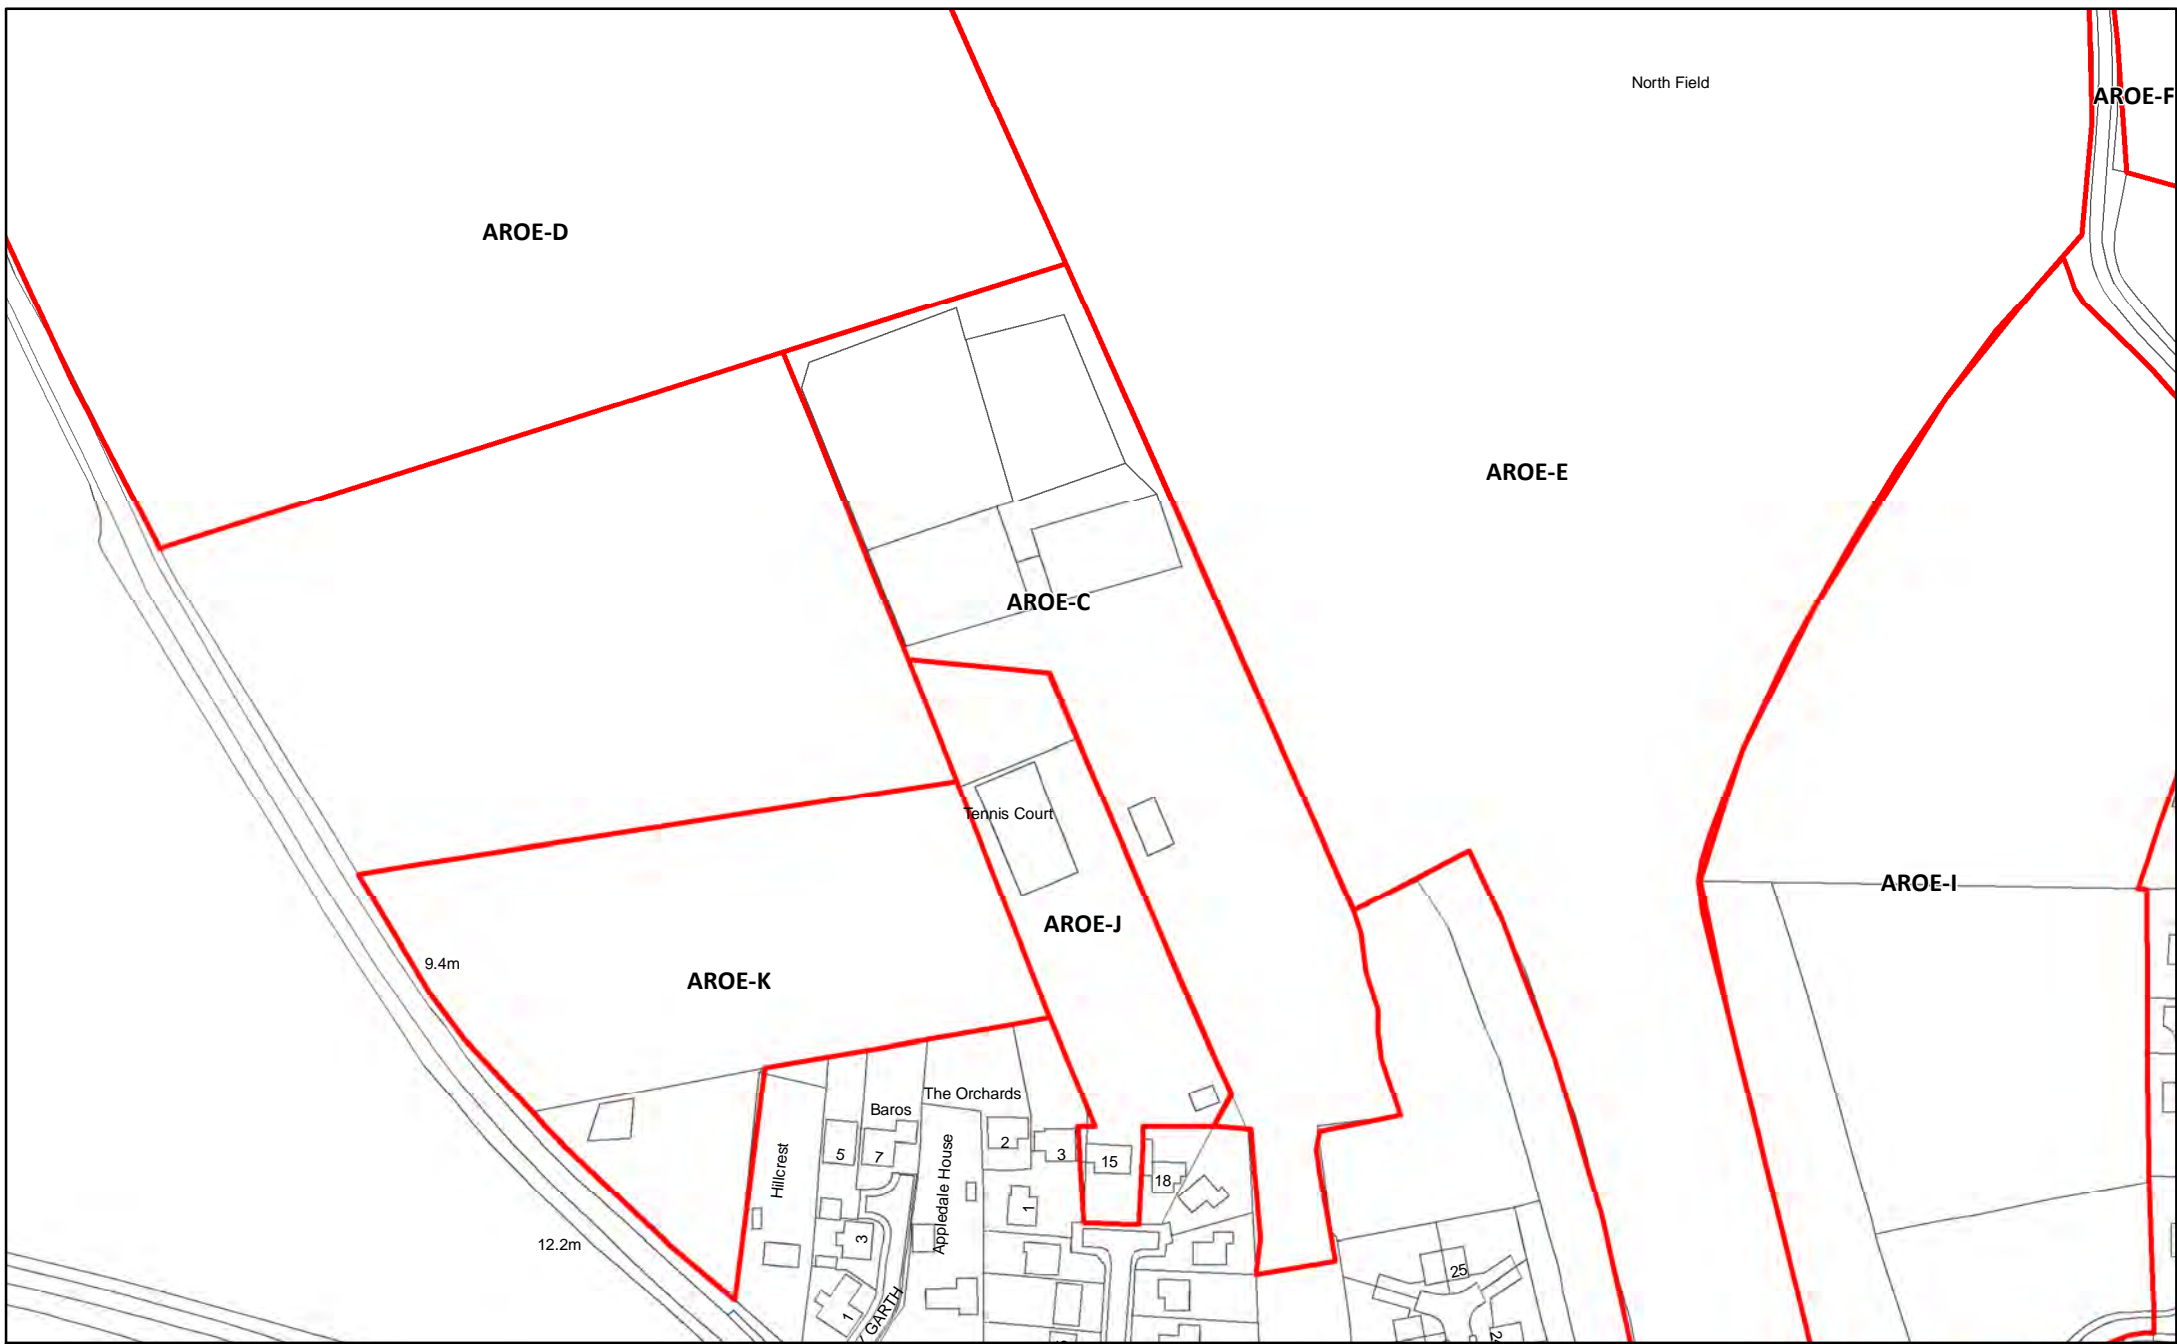 North Field
AROE-F
AROE-D
AROE-E
AROE-C
Tennis Court
AROE-I
AROE-J
9.4m
AROE-K
The Orchards
Baros
Hillcrest
5
7
Appledale House
2
3
15
18
1
3
12.2m
25
1
GARTH